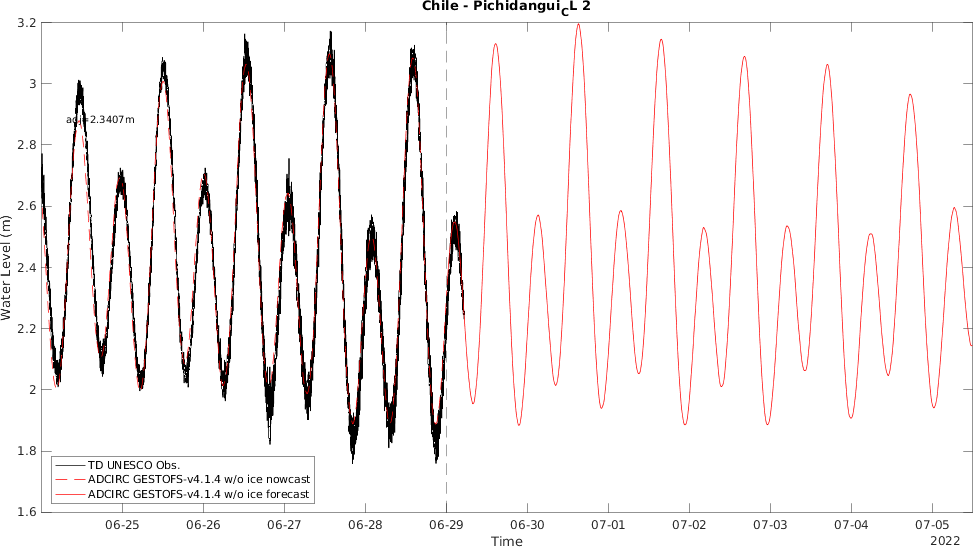 Chile - PichidanguiCL 2
3.2
3
2.8
2.6
2.4
2.2
2
1.8
1.6
Water Level (m)
=2.3407m
TD UNESCO Obs.
ADCIRC GESTOFS-v4.1.4 w/o ice nowcast
ADCIRC GESTOFS-v4.1.4 w/o ice forecast
06-25 06-26 06-27 06-28 06-29 06-30 07-01 07-02 07-03 07-04 07-05
Time
2022